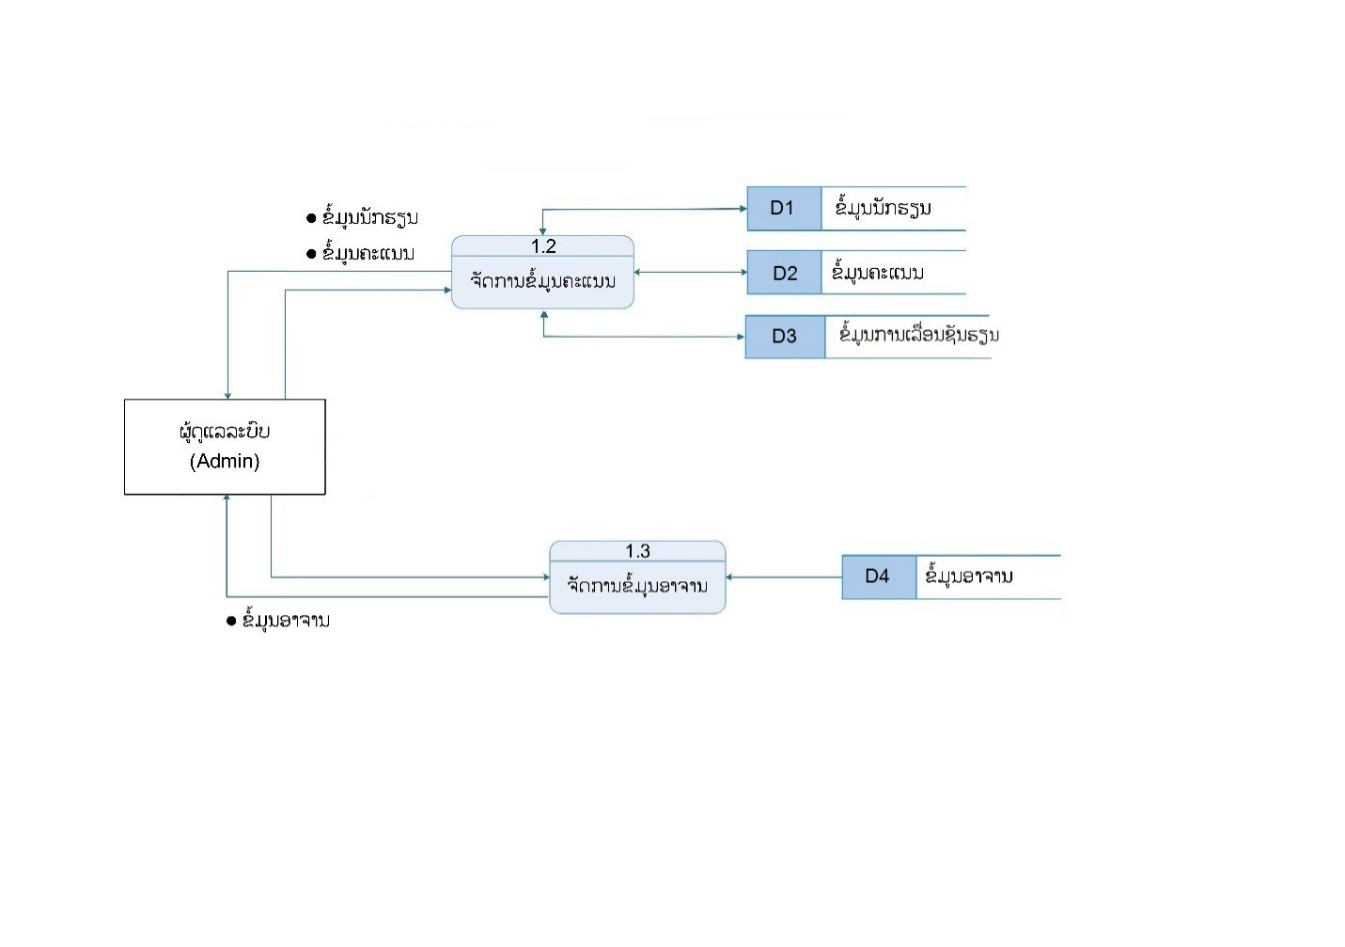 ● ຂໍ້ມູນນັກຮຽນ
● ຂໍ້ມູນຄະແນນ
1.2
ຈັດການຂໍ້ມູນຄະແນນ
D1 ຂໍ້ມູນນັກຮຽນ
D2 ຂໍ້ມູນຄະແນນ
D3 ຂໍ້ມູນການເລື່ອນຊັ້ນຮຽນ
ຜູ້ດູແລລະບົບ
(Admin)
1.3
ຈັດການຂໍ້ມູນອາຈານ
D4 ຂໍ້ມູນອາຈານ
● ຂໍ້ມູນອາຈານ